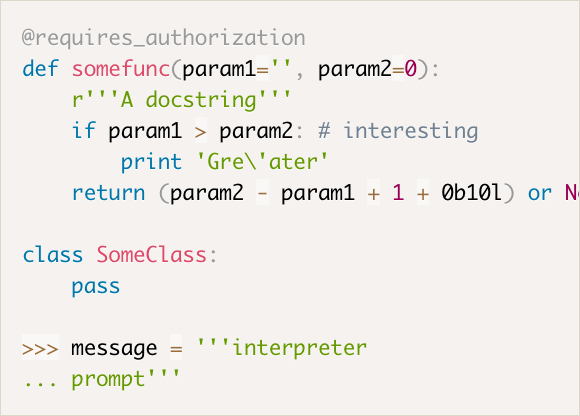 @requires_authorization
def somefunc(param1='', param2=0):
    r'''A docstring'''
    if param1 > param2: # interesting
        print 'Gre\'ater'
    return (param2 - param1 + 1 + 0b10l) or

class SomeClass:
    pass

>>> message = '''interpreter
... prompt'''